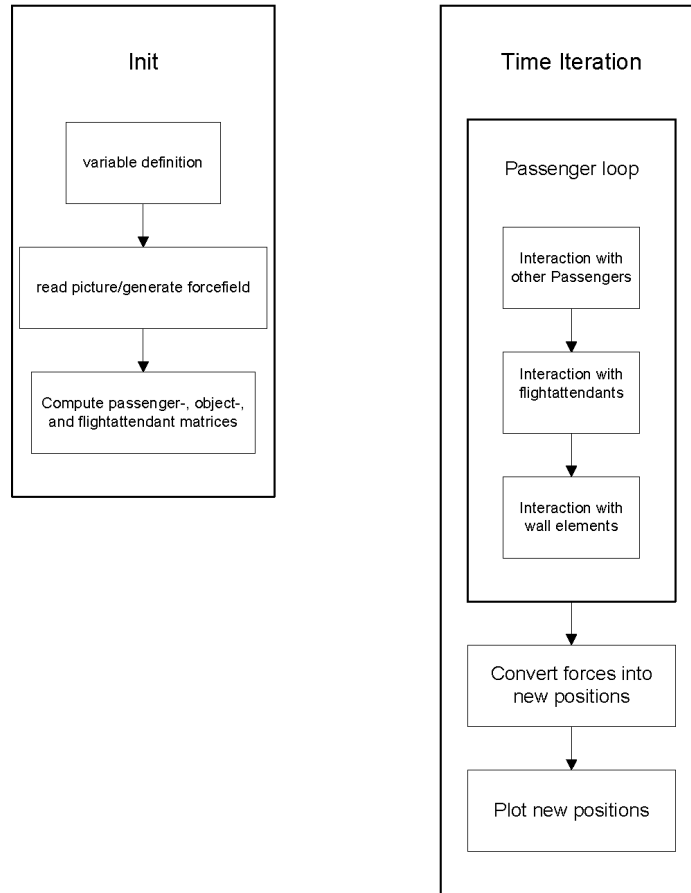 Init
variable definition
read picture/generate forcefield
Compute passenger-, object-,
and flightattendant matrices
Time Iteration
Passenger loop
Interaction with
other Passengers
Interaction with
flightattendants
Interaction with
wall elements
Convert forces into
new positions
Plot new positions